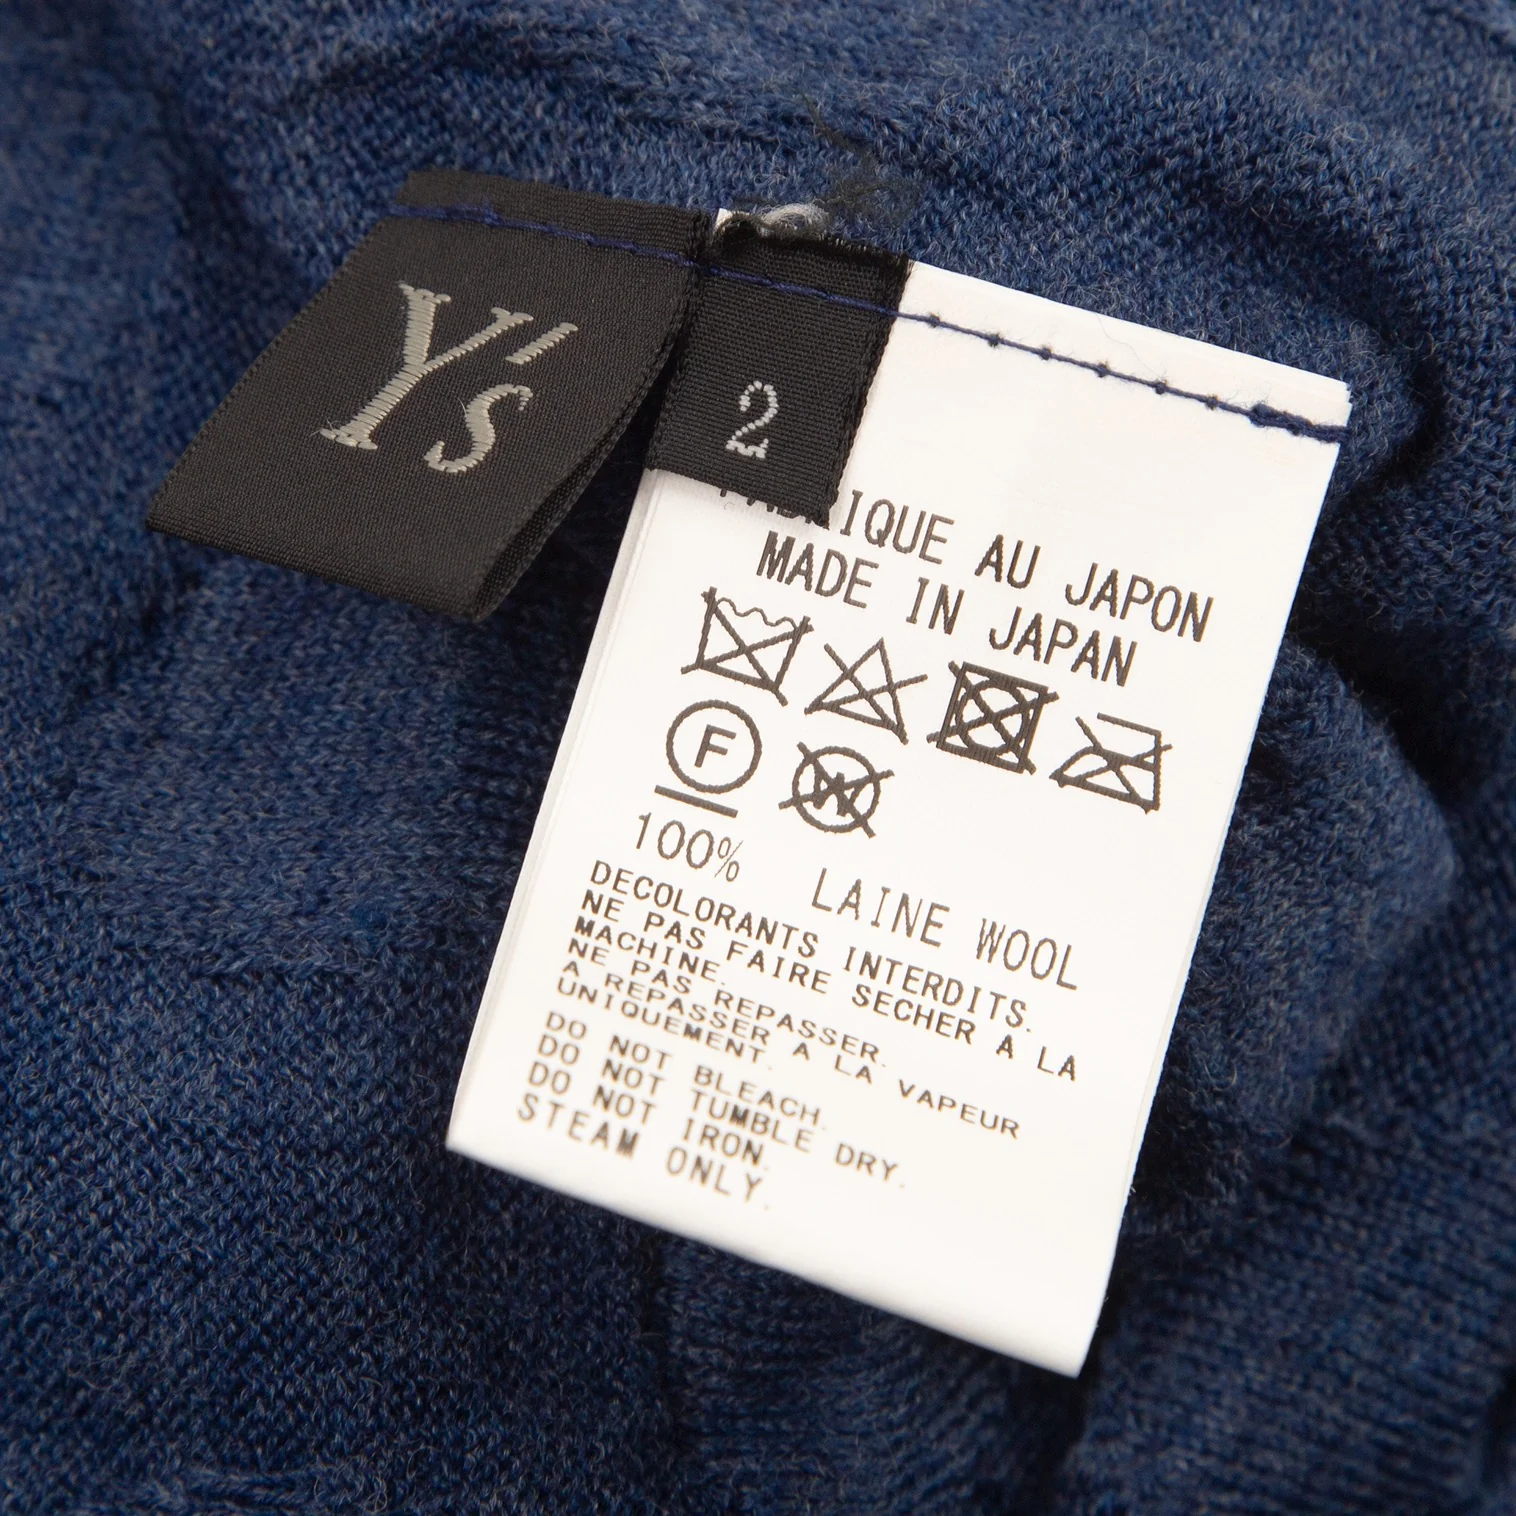 Y's
2
FABRIQUE AU JAPON
MADE IN JAPAN
F
W
100% LAINE WOOL
DECOLORANTS INTERDITS.
NE PAS FAIRE SECHER A LA
MACHINE.
NE PAS REPASSER.
A REPASSER A LA VAPEUR
UNIQUEMENT.
DO NOT BLEACH.
DO NOT TUMBLE DRY.
DO NOT IRON.
STEAM ONLY.